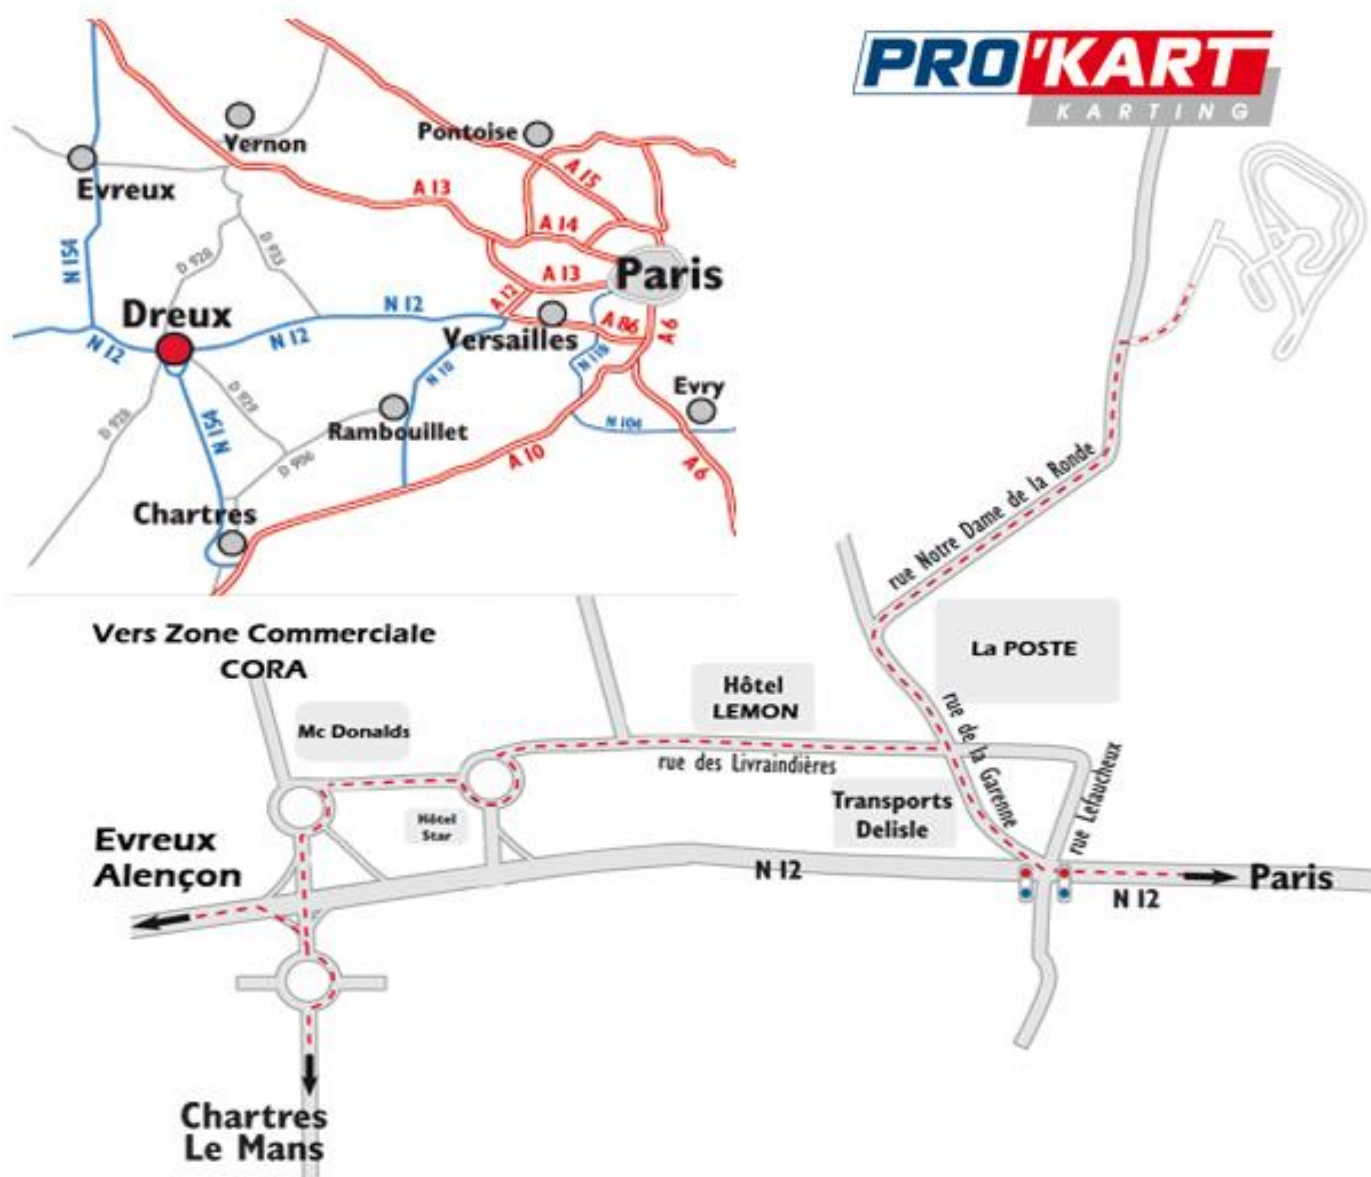 PRO'KART
KARTING
Vernon
Pontoise
Evreux
A 15
A 13
A 14
N 154
D 928
D 933
Paris
A 13
Dreux
N 12
A 12
N 12
N 12
Versailles
A 86
A 6
N 10
N 118
D 929
Evry
D 928
N 154
Rambouillet
N 104
D 906
A 10
A 6
Chartres
rue Notre Dame de la Ronde
Vers Zone Commerciale
CORA
La POSTE
Hôtel
LEMON
Mc Donalds
rue de la Garenne
rue des Livraindières
rue Lefaucheux
Transports
Delisle
Hôtel
Star
Evreux
Alençon
N 12
Paris
N 12
Chartres
Le Mans